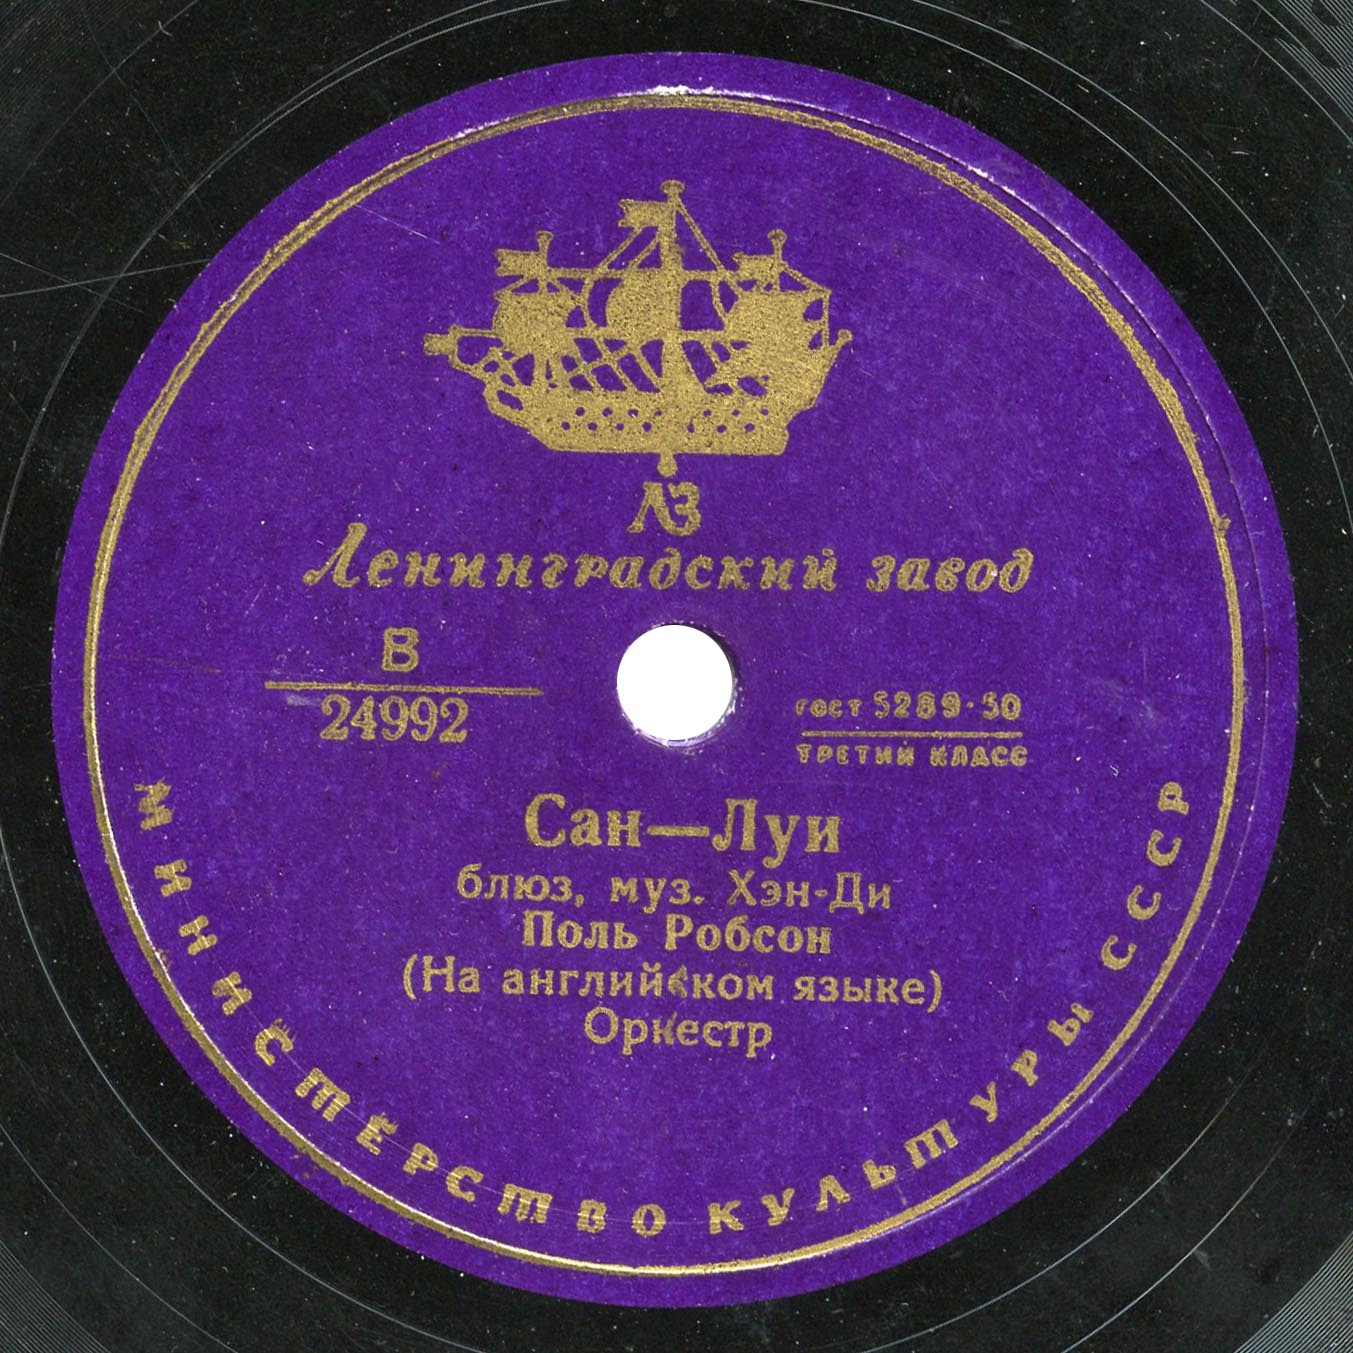 ЛЗ
Ленинградский завод
В
24992
ГОСТ 5289·50
ТРЕТИЙ КЛАСС
Сан—Луи
блюз, муз. Хэн-Ди
Поль Робсон
(На английском языке)
Оркестр
МИНИСТЕРСТВО КУЛЬТУРЫ СССР